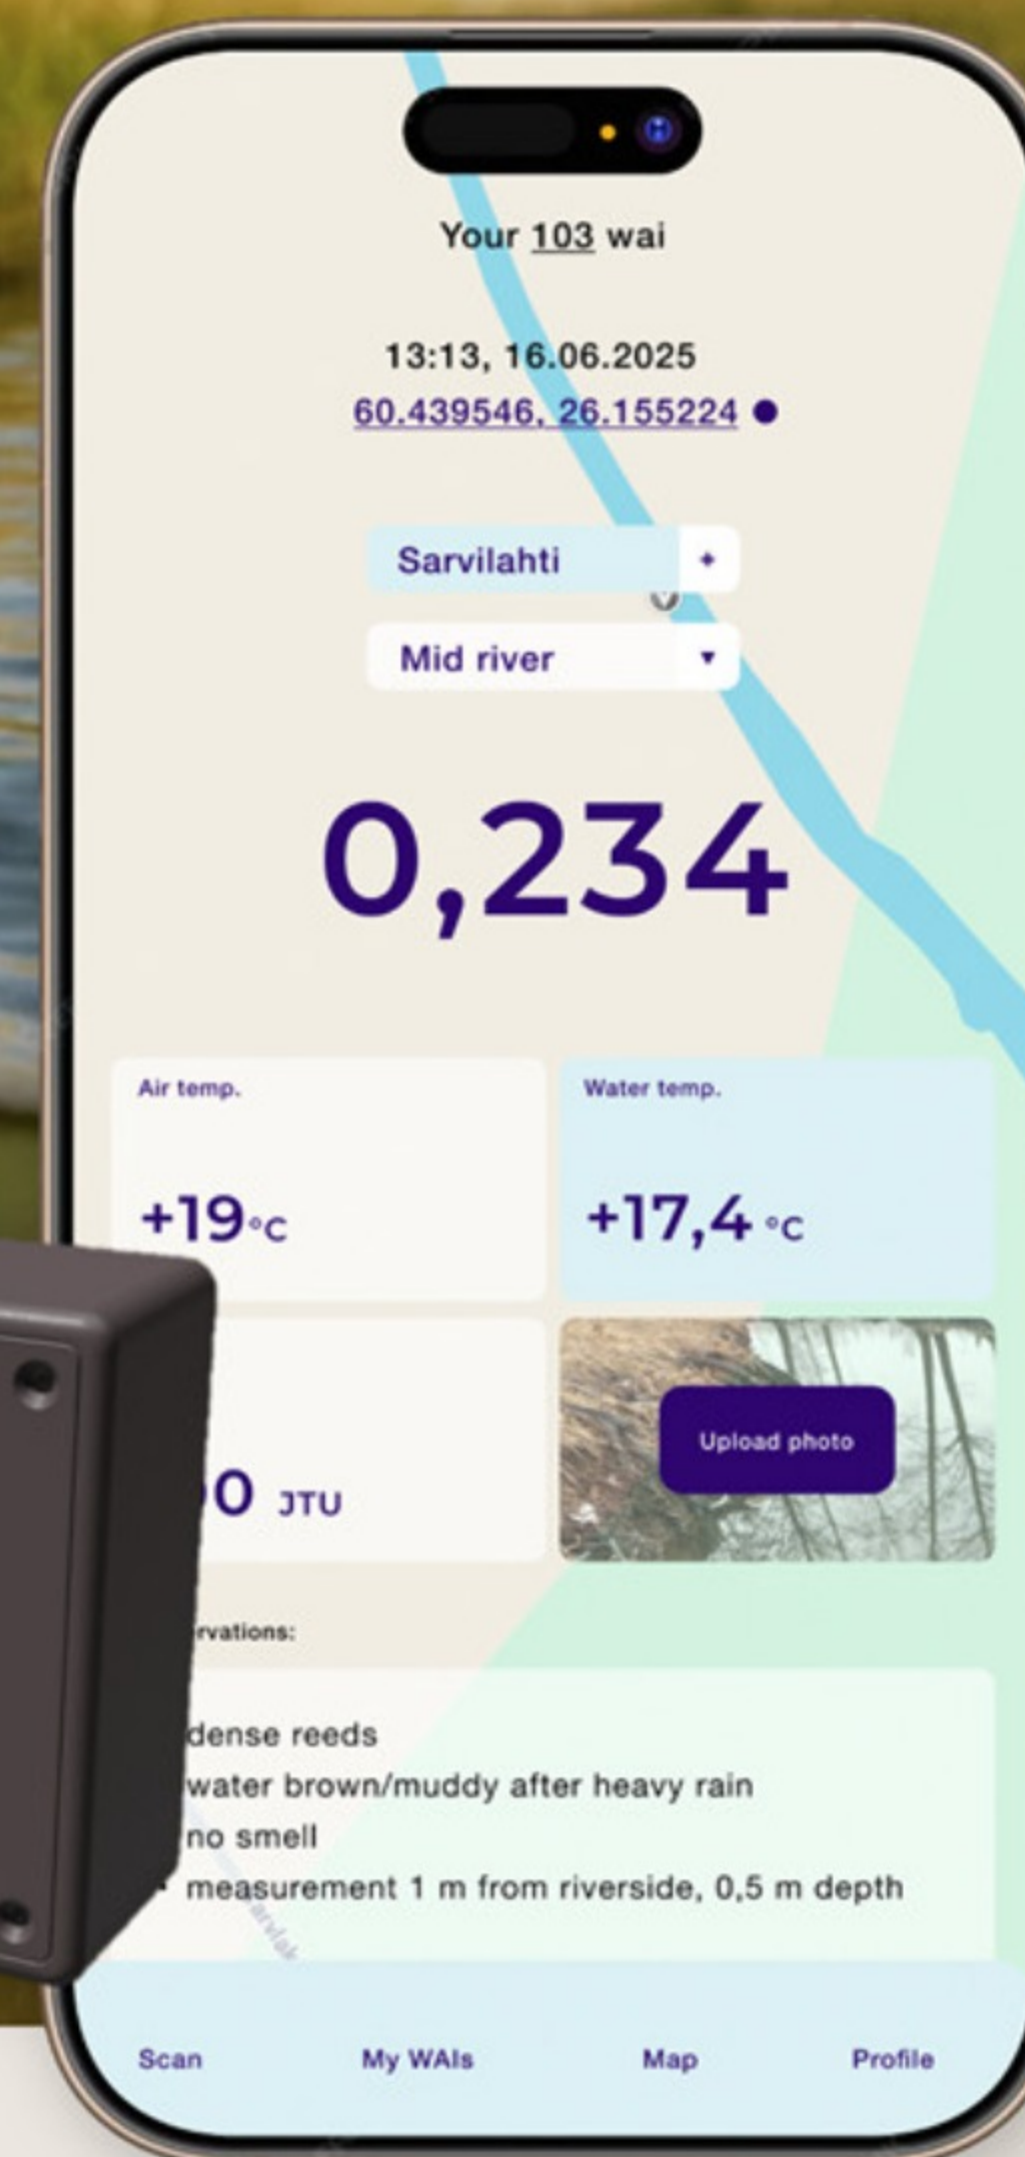 Your 103 wai
13:13, 16.06.2025
60.439546, 26.155224
Sarvilahti
Mid river
0,234
Air temp.
Water temp.
+19°C
+17,4 °C
Upload photo
0 JTU
dense reeds
water brown/muddy after heavy rain
no smell
measurement 1 m from riverside, 0,5 m depth
Scan
My WAIs
Map
Profile